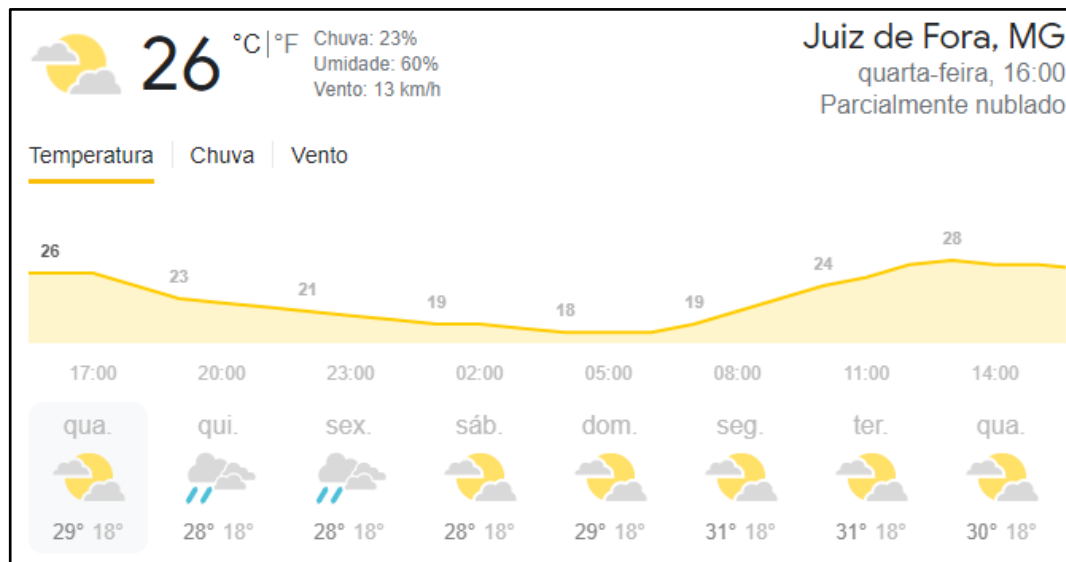 26 °C|°F
Chuva: 23%
Umidade: 60%
Vento: 13 km/h
Juiz de Fora, MG
quarta-feira, 16:00
Parcialmente nublado
Temperatura Chuva Vento
26 23 21 19 18 19 24 28
17:00 20:00 23:00 02:00 05:00 08:00 11:00 14:00
qua. qui. sex. sáb. dom. seg. ter. qua.
29° 18° 28° 18° 28° 18° 28° 18° 29° 18° 31° 18° 31° 18° 30° 18°